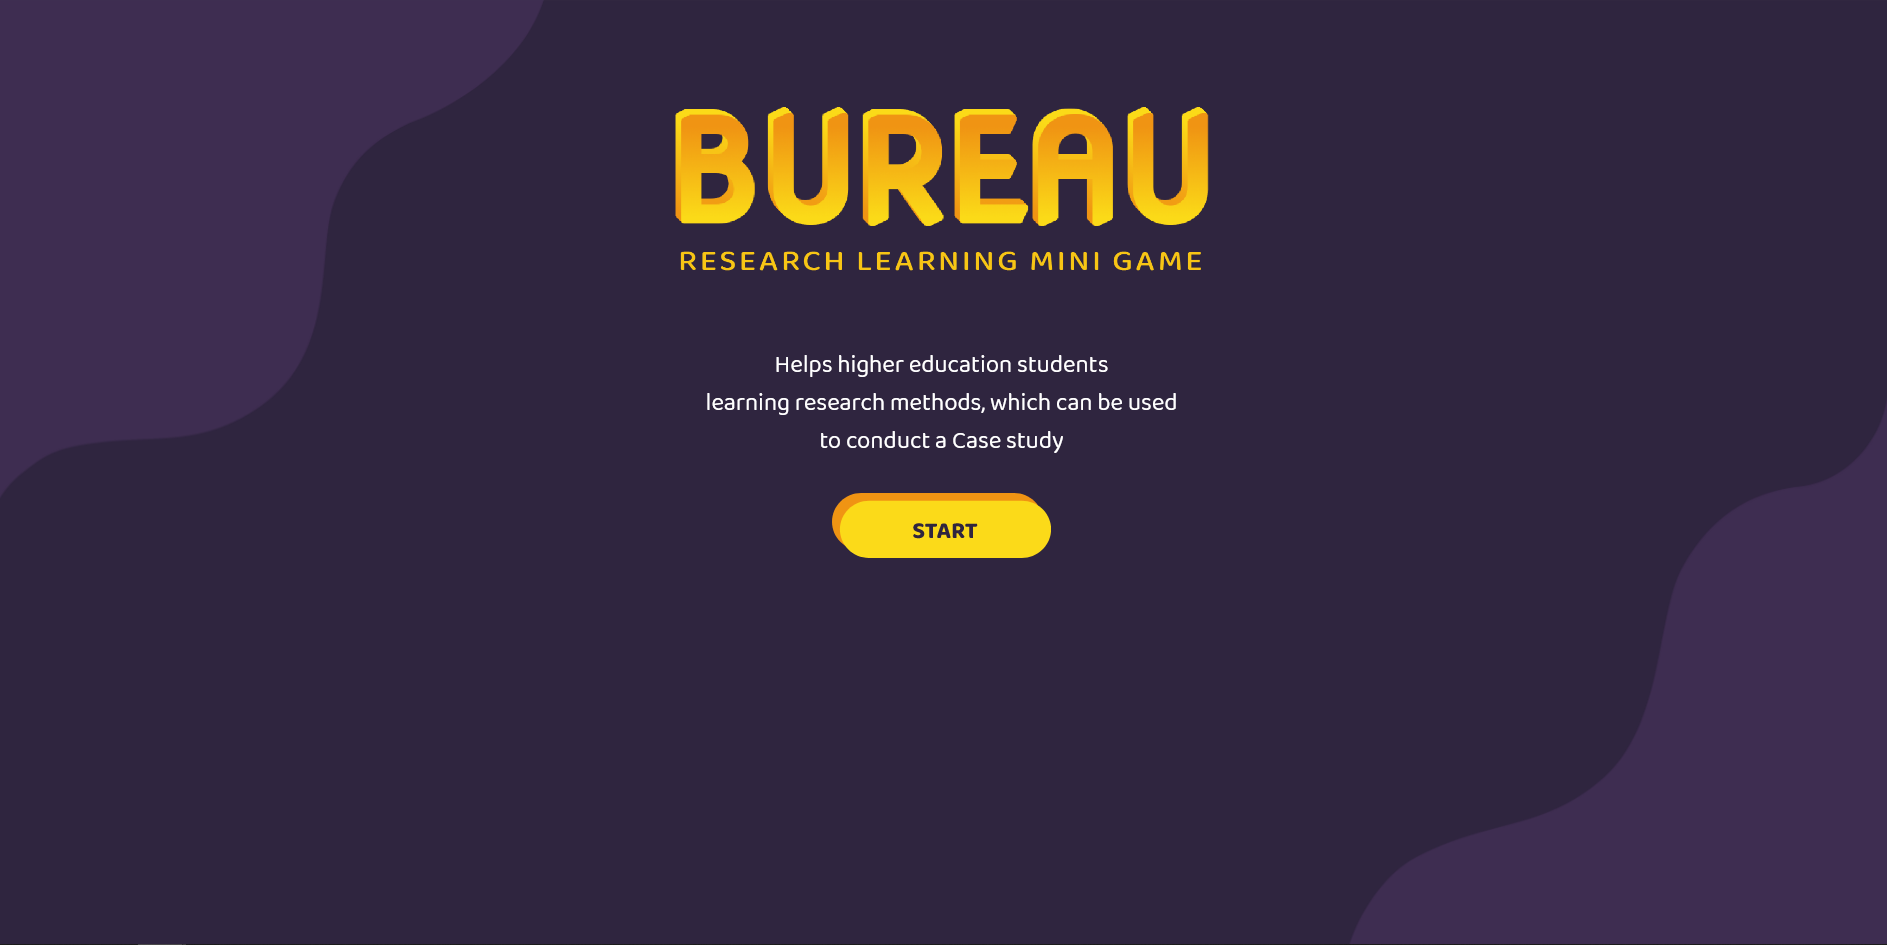 BUREAU
RESEARCH LEARNING MINI GAME
Helps higher education students
learning research methods, which can be used
to conduct a Case study
START